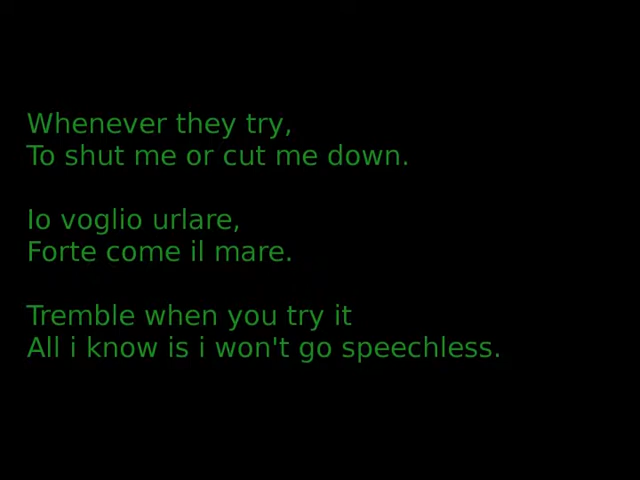 Whenever they try,
To shut me or cut me down.
Io voglio urlare,
Forte come il mare.
Tremble when you try it
All i know is i won't go speechless.